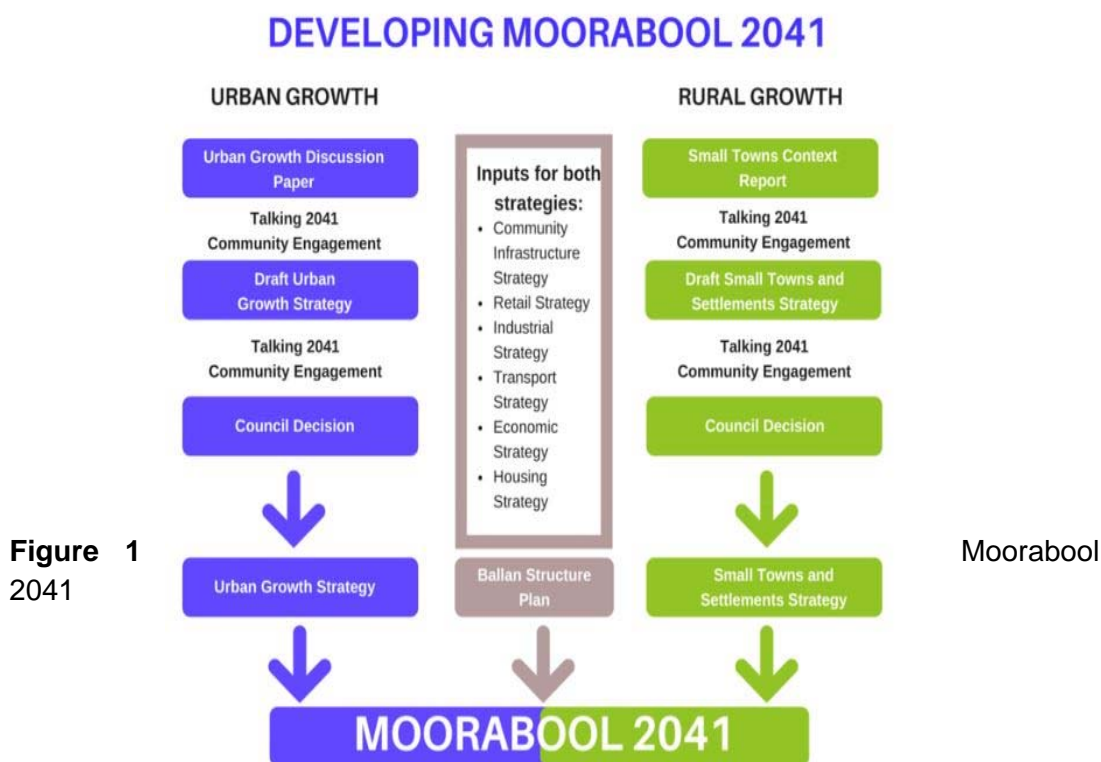 DEVELOPING MOORABOOL 2041
URBAN GROWTH
Urban Growth Discussion
Paper
Talking 2041
Community Engagement
Draft Urban
Growth Strategy
Talking 2041
Community Engagement
Council Decision
Urban Growth Strategy
Inputs for both
strategies:
• Community
Infrastructure
Strategy
• Retail Strategy
• Industrial
Strategy
• Transport
Strategy
• Economic
Strategy
• Housing
Strategy
Ballan Structure
Plan
RURAL GROWTH
Small Towns Context
Report
Talking 2041
Community Engagement
Draft Small Towns and
Settlements Strategy
Talking 2041
Community Engagement
Council Decision
Small Towns and
Settlements Strategy
MOORABOOL 2041
Figure 1 Moorabool
2041